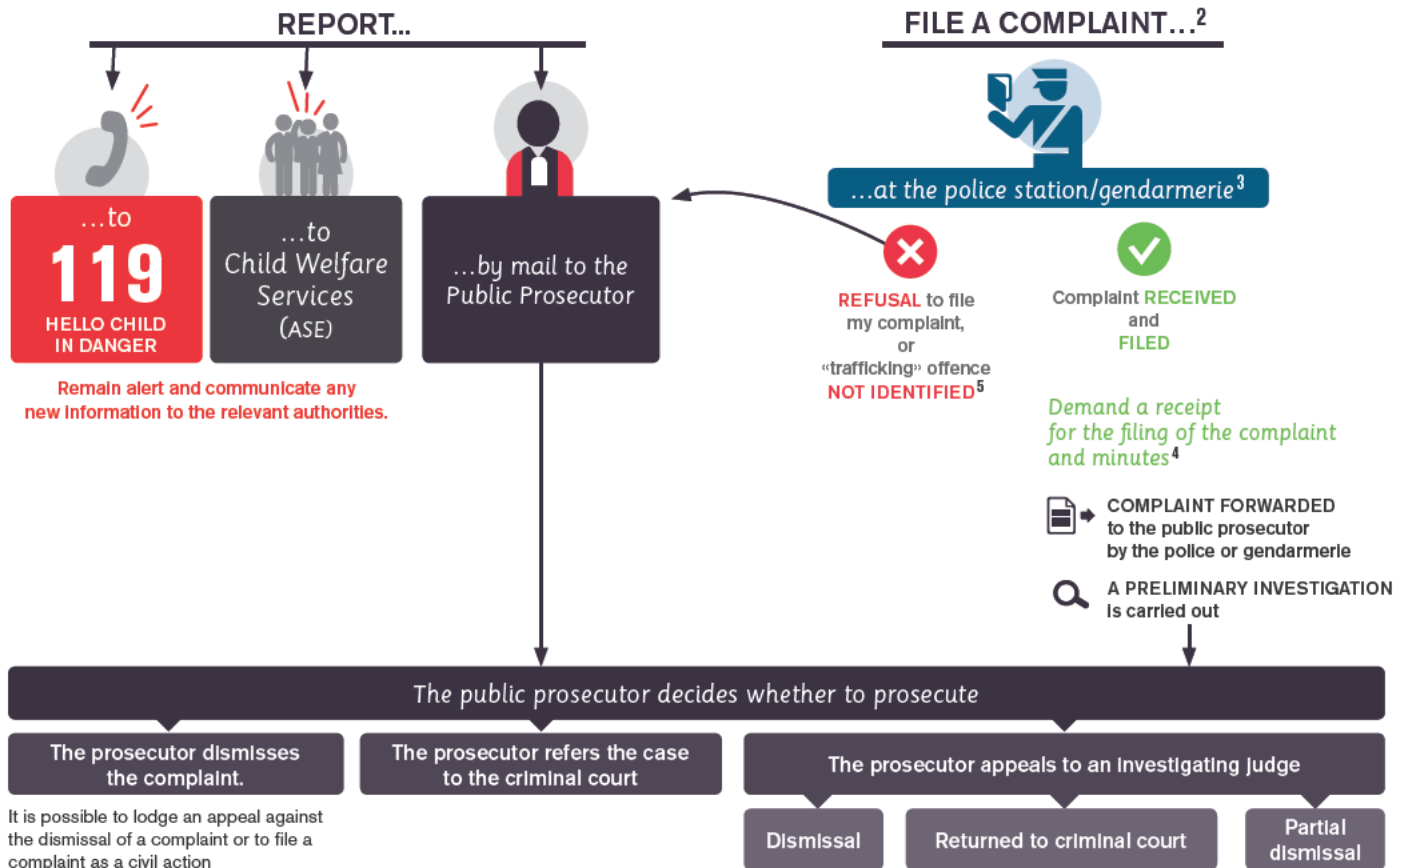 REPORT...
...to
119
HELLO CHILD
IN DANGER
...to
Child Welfare
Services
(ASE)
...by mail to the
Public Prosecutor
Remain alert and communicate any
new information to the relevant authorities.
FILE A COMPLAINT...2
...at the police station/gendarmerie3
REFUSAL to file
my complaint,
or
«trafficking» offence
NOT IDENTIFIED5
Complaint RECEIVED
and
FILED
Demand a receipt
for the filing of the complaint
and minutes4
COMPLAINT FORWARDED
to the public prosecutor
by the police or gendarmerie
A PRELIMINARY INVESTIGATION
is carried out
The public prosecutor decides whether to prosecute
The prosecutor dismisses
the complaint.
It is possible to lodge an appeal against
the dismissal of a complaint or to file a
complaint as a civil action
The prosecutor refers the case
to the criminal court
The prosecutor appeals to an investigating judge
Dismissal
Returned to criminal court
Partial
dismissal